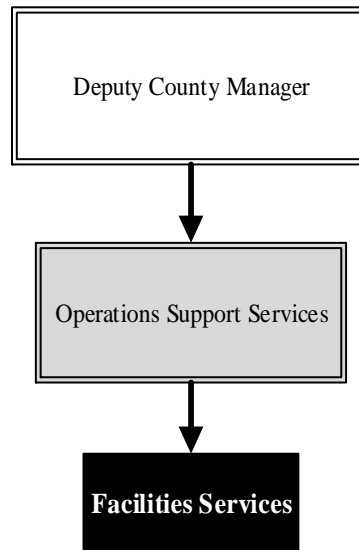 Deputy County Manager
Operations Support Services
Facilities Services